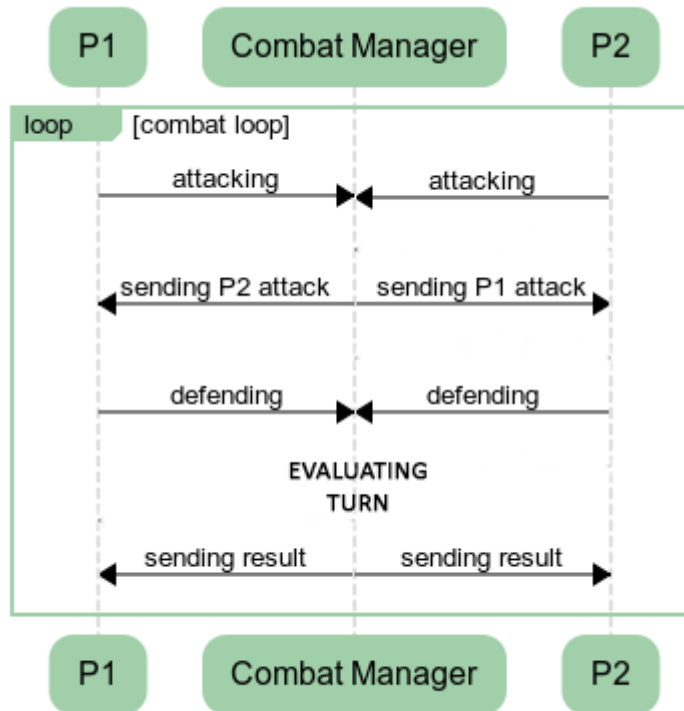 P1 Combat Manager P2
loop [combat loop]
attacking attacking
sending P2 attack sending P1 attack
defending defending
EVALUATING
TURN
sending result sending result
P1 Combat Manager P2